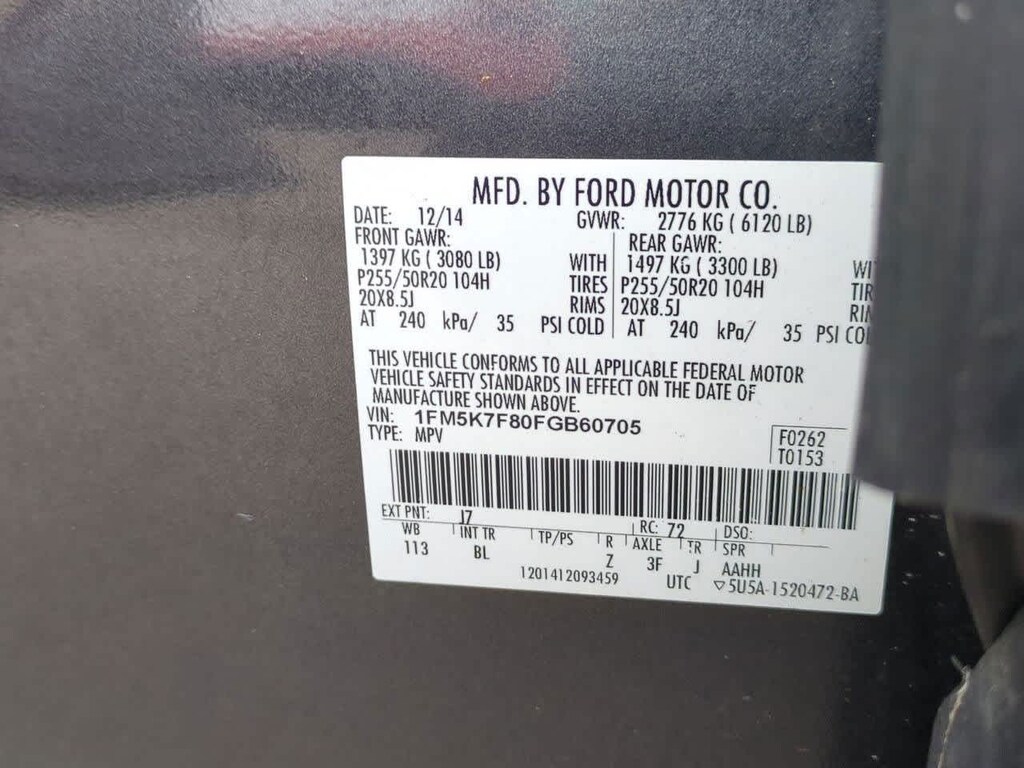 MFD. BY FORD MOTOR CO.
DATE: 12/14 GVWR: 2776 KG ( 6120 LB)
FRONT GAWR: REAR GAWR:
1397 KG ( 3080 LB) WITH 1497 KG ( 3300 LB) WI
P255/50R20 104H TIRES P255/50R20 104H TIR
20X8.5J RIMS 20X8.5J RI
AT 240 kPa/ 35 PSI COLD AT 240 kPa/ 35 PSI COL
THIS VEHICLE CONFORMS TO ALL APPLICABLE FEDERAL MOTOR
VEHICLE SAFETY STANDARDS IN EFFECT ON THE DATE OF
MANUFACTURE SHOWN ABOVE.
VIN: 1FM5K7F80FGB60705
TYPE: MPV
F0262
T0153
EXT PNT: J7 RC: 72 DSO:
WB INT TR TP/PS R AXLE TR SPR
113 BL Z 3F J AAHH
1201412093459 UTC ▽5U5A-1520472-BA